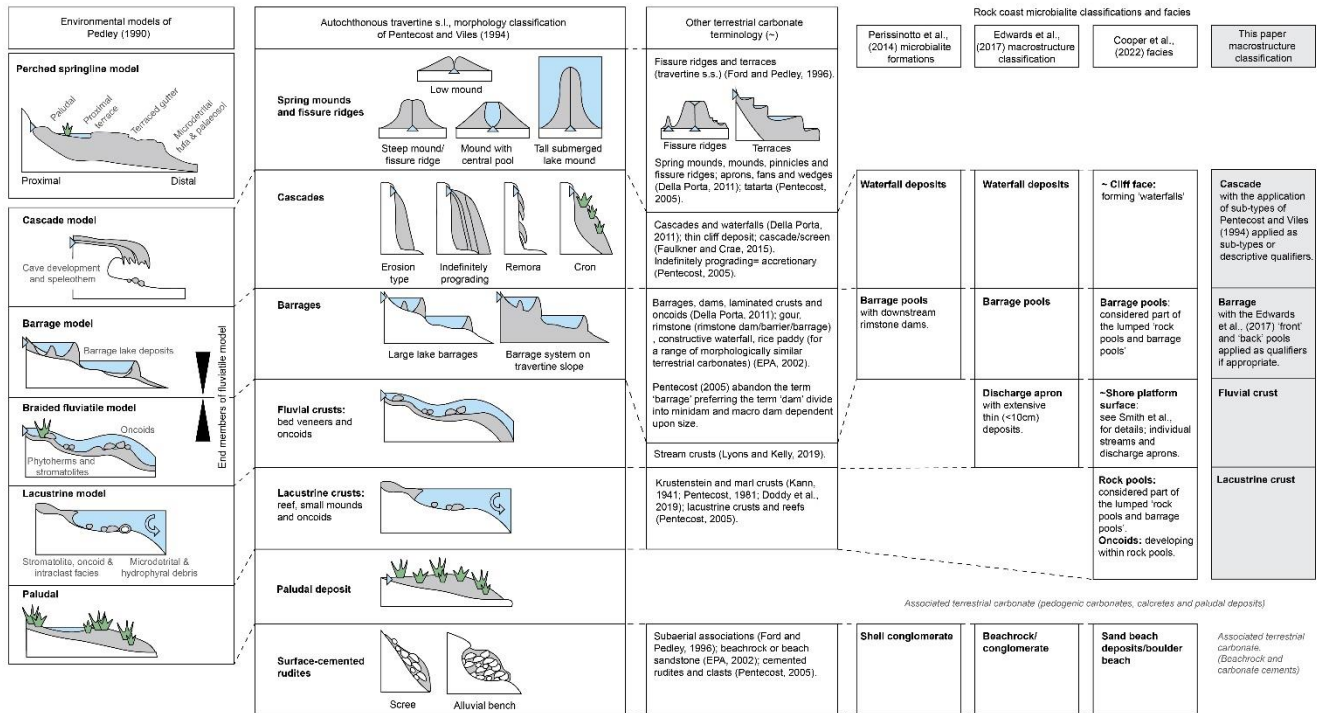 Environmental models of
Pedley (1990)
Perched springline model
Paludal
Proximal
terrace
Terraced gutter
Microdetrital
tufa & palaeosol
Proximal
Distal
Cascade model
Cave development
and speleothem
Barrage model
Barrage lake deposits
Braided fluviatile model
Oncoids
Phytoherms and
stromatolites
End members of fluviatile model
Lacustrine model
Stromatolite, oncoid &
intraclast facies
Microdetrital &
hydrophyral debris
Paludal
Autochthonous travertine s.l., morphology classification
of Pentecost and Viles (1994)
Spring mounds
and fissure ridges
Low mound
Steep mound/
fissure ridge
Mound with
central pool
Tall submerged
lake mound
Cascades
Erosion
type
Indefinitely
prograding
Remora
Cron
Barrages
Large lake barrages
Barrage system on
travertine slope
Fluvial crusts:
bed veneers and
oncoids
Lacustrine crusts:
reef, small mounds
and oncoids
Paludal deposit
Surface-cemented
rudites
Scree
Alluvial bench
Other terrestrial carbonate
terminology (~)
Fissure ridges and terraces
(travertine s.s.) (Ford and Pedley, 1996).
Fissure ridges
Terraces
Spring mounds, mounds, pinnicles and
fissure ridges; aprons, fans and wedges
(Della Porta, 2011); tatarta (Pentecost,
2005).
Cascades and waterfalls (Della Porta,
2011); thin cliff deposit; cascade/screen
(Faulkner and Crae, 2015).
Indefinitely prograding= accretionary
(Pentecost, 2005).
Barrages, dams, laminated crusts and
oncoids (Della Porta, 2011); gour,
rimstone (rimstone dam/barrier/barrage)
, constructive waterfall, rice paddy (for
a range of morphologically similar
terrestrial carbonates) (EPA, 2002).
Pentecost (2005) abandon the term
'barrage' preferring the term 'dam' divide
into minidam and macro dam dependent
upon size.
Stream crusts (Lyons and Kelly, 2019).
Krustenstein and marl crusts (Kann,
1941; Pentecost, 1981; Doddy et al.,
2019); lacustrine crusts and reefs
(Pentecost, 2005).
Subaerial associations (Ford and
Pedley, 1996); beachrock or beach
sandstone (EPA, 2002); cemented
rudites and clasts (Pentecost, 2005).
Rock coast microbialite classifications and facies
Perissinotto et al.,
(2014) microbialite
formations
Waterfall deposits
Barrage pools
with downstream
rimstone dams.
Shell conglomerate
Edwards et al.,
(2017) macrostructure
classification
Waterfall deposits
Barrage pools
Discharge apron
with extensive
thin (<10cm)
deposits.
Beachrock/
conglomerate
Cooper et al.,
(2022) facies
~ Cliff face:
forming 'waterfalls'
Barrage pools:
considered part of
the lumped 'rock
pools and barrage
pools'
~Shore platform
surface:
see Smith et al.,
for details; individual
streams and
discharge aprons.
Rock pools:
considered part of
the lumped 'rock
pools and barrage
pools'.
Oncoids: developing
within rock pools.
Sand beach
deposits/boulder
beach
This paper
macrostructure
classification
Cascade
with the application
of sub-types of
Pentecost and Viles
(1994) applied as
sub-types or
descriptive qualifiers.
Barrage
with the Edwards
et al., (2017) 'front'
and 'back' pools
applied as qualifiers
if appropriate.
Fluvial crust
Lacustrine crust
Associated terrestrial carbonate (pedogenic carbonates, calcretes and paludal deposits)
Associated terrestrial
carbonate.
(Beachrock and
carbonate cements)